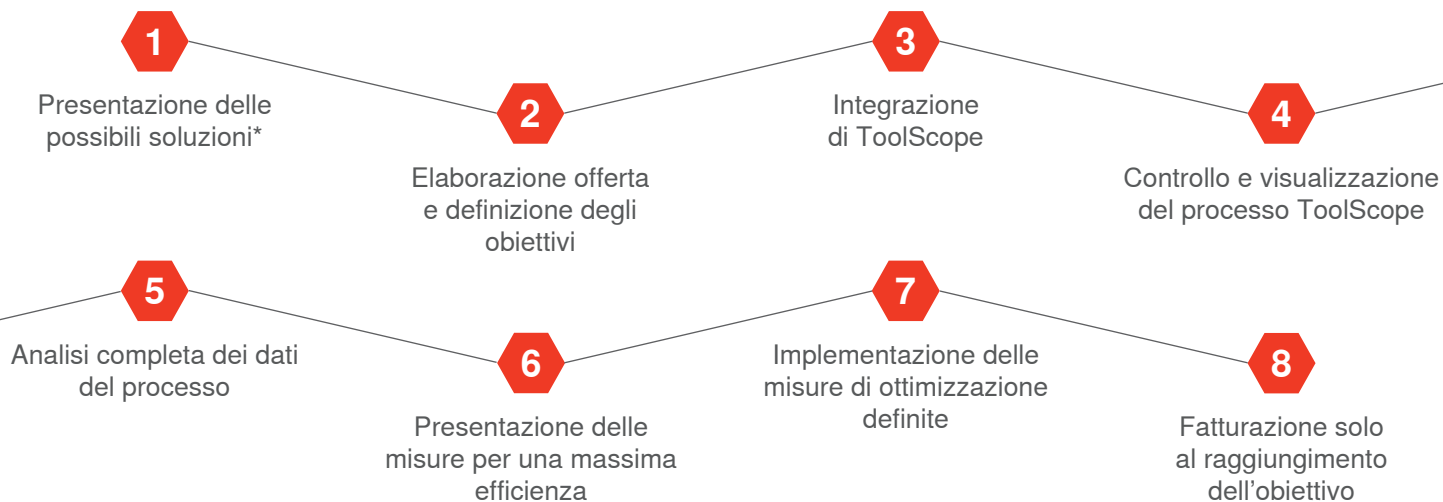 1
Presentazione delle
possibili soluzioni*
2
Elaborazione offerta
e definizione degli
obiettivi
3
Integrazione
di ToolScope
4
Controllo e visualizzazione
del processo ToolScope
5
Analisi completa dei dati
del processo
6
Presentazione delle
misure per una massima
efficienza
7
Implementazione delle
misure di ottimizzazione
definite
8
Fatturazione solo
al raggiungimento
dell’obiettivo